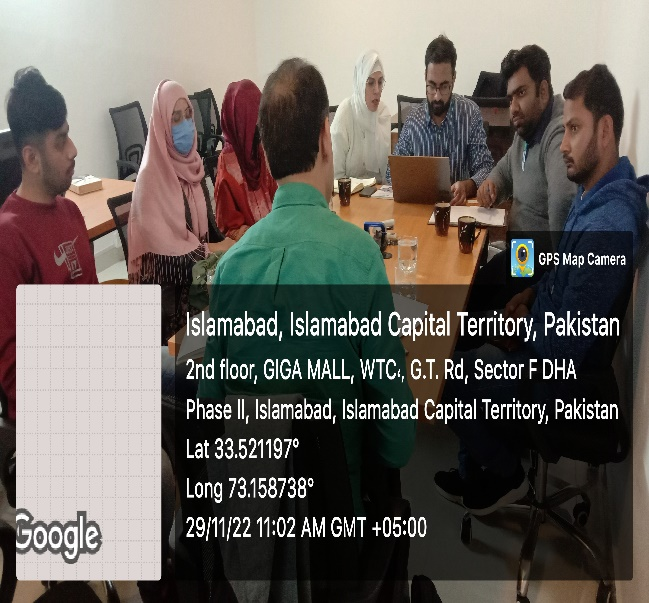 GPS Map Camera
Islamabad, Islamabad Capital Territory, Pakistan
2nd floor, GIGA MALL, WTC، G.T. Rd, Sector F DHA
Phase II, Islamabad, Islamabad Capital Territory, Pakistan
Lat 33.521197°
Long 73.158738°
29/11/22 11:02 AM GMT +05:00
Google